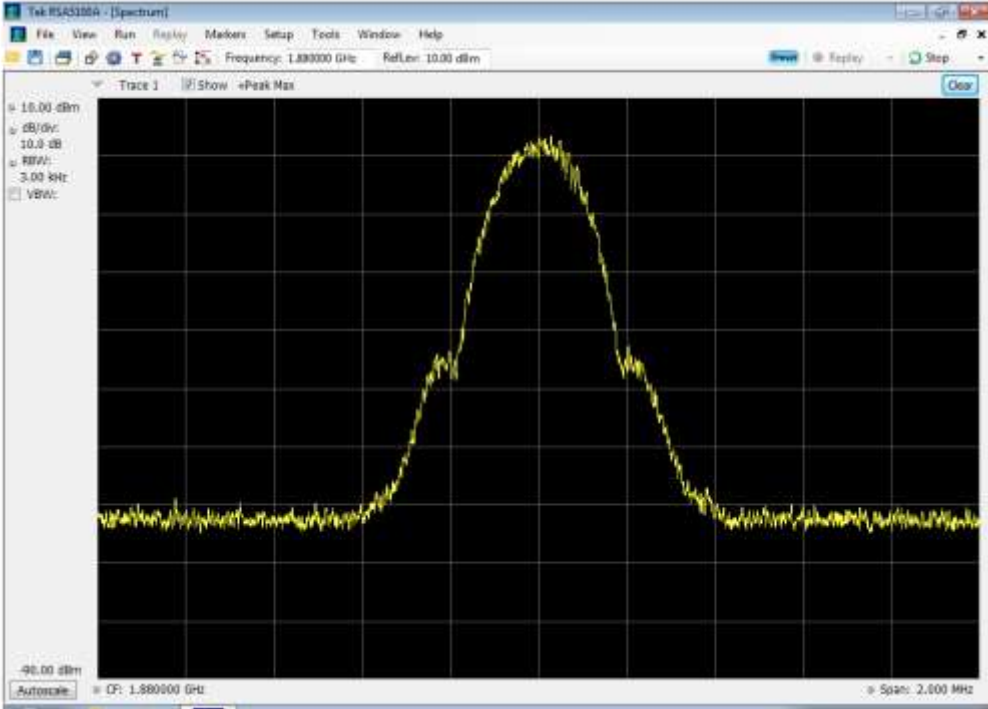 Tek RSA5100A - [Spectrum]
File View Run Replay Markers Setup Tools Window Help
Frequency: 1.880000 GHz RefLev: 10.00 dBm Preset Replay Stop
Trace 1 Show +Peak Max Clear
10.00 dBm
dB/div:
10.0 dB
RBW:
3.00 kHz
VBW:
-90.00 dBm
Autoscale CF: 1.880000 GHz Span: 2.000 MHz